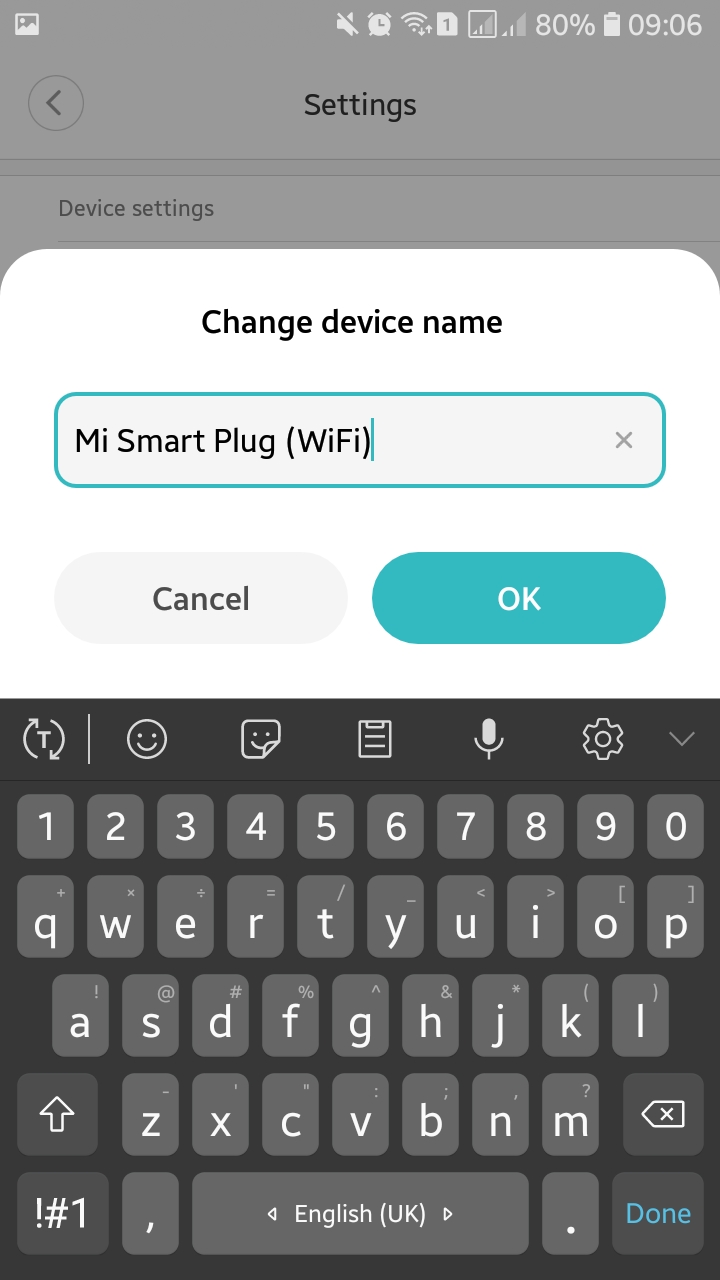 1 80% 09:06
Settings
Device settings
Change device name
Mi Smart Plug (WiFi)
Cancel OK
T
1 2 3 4 5 6 7 8 9 0
+ × ÷ = / _ < > [ ]
q w e r t y u i o p
! @ # % ^ & * ( )
a s d f g h j k l
- ' " : ; , ?
z x c v b n m
!#1 , English (UK) . Done